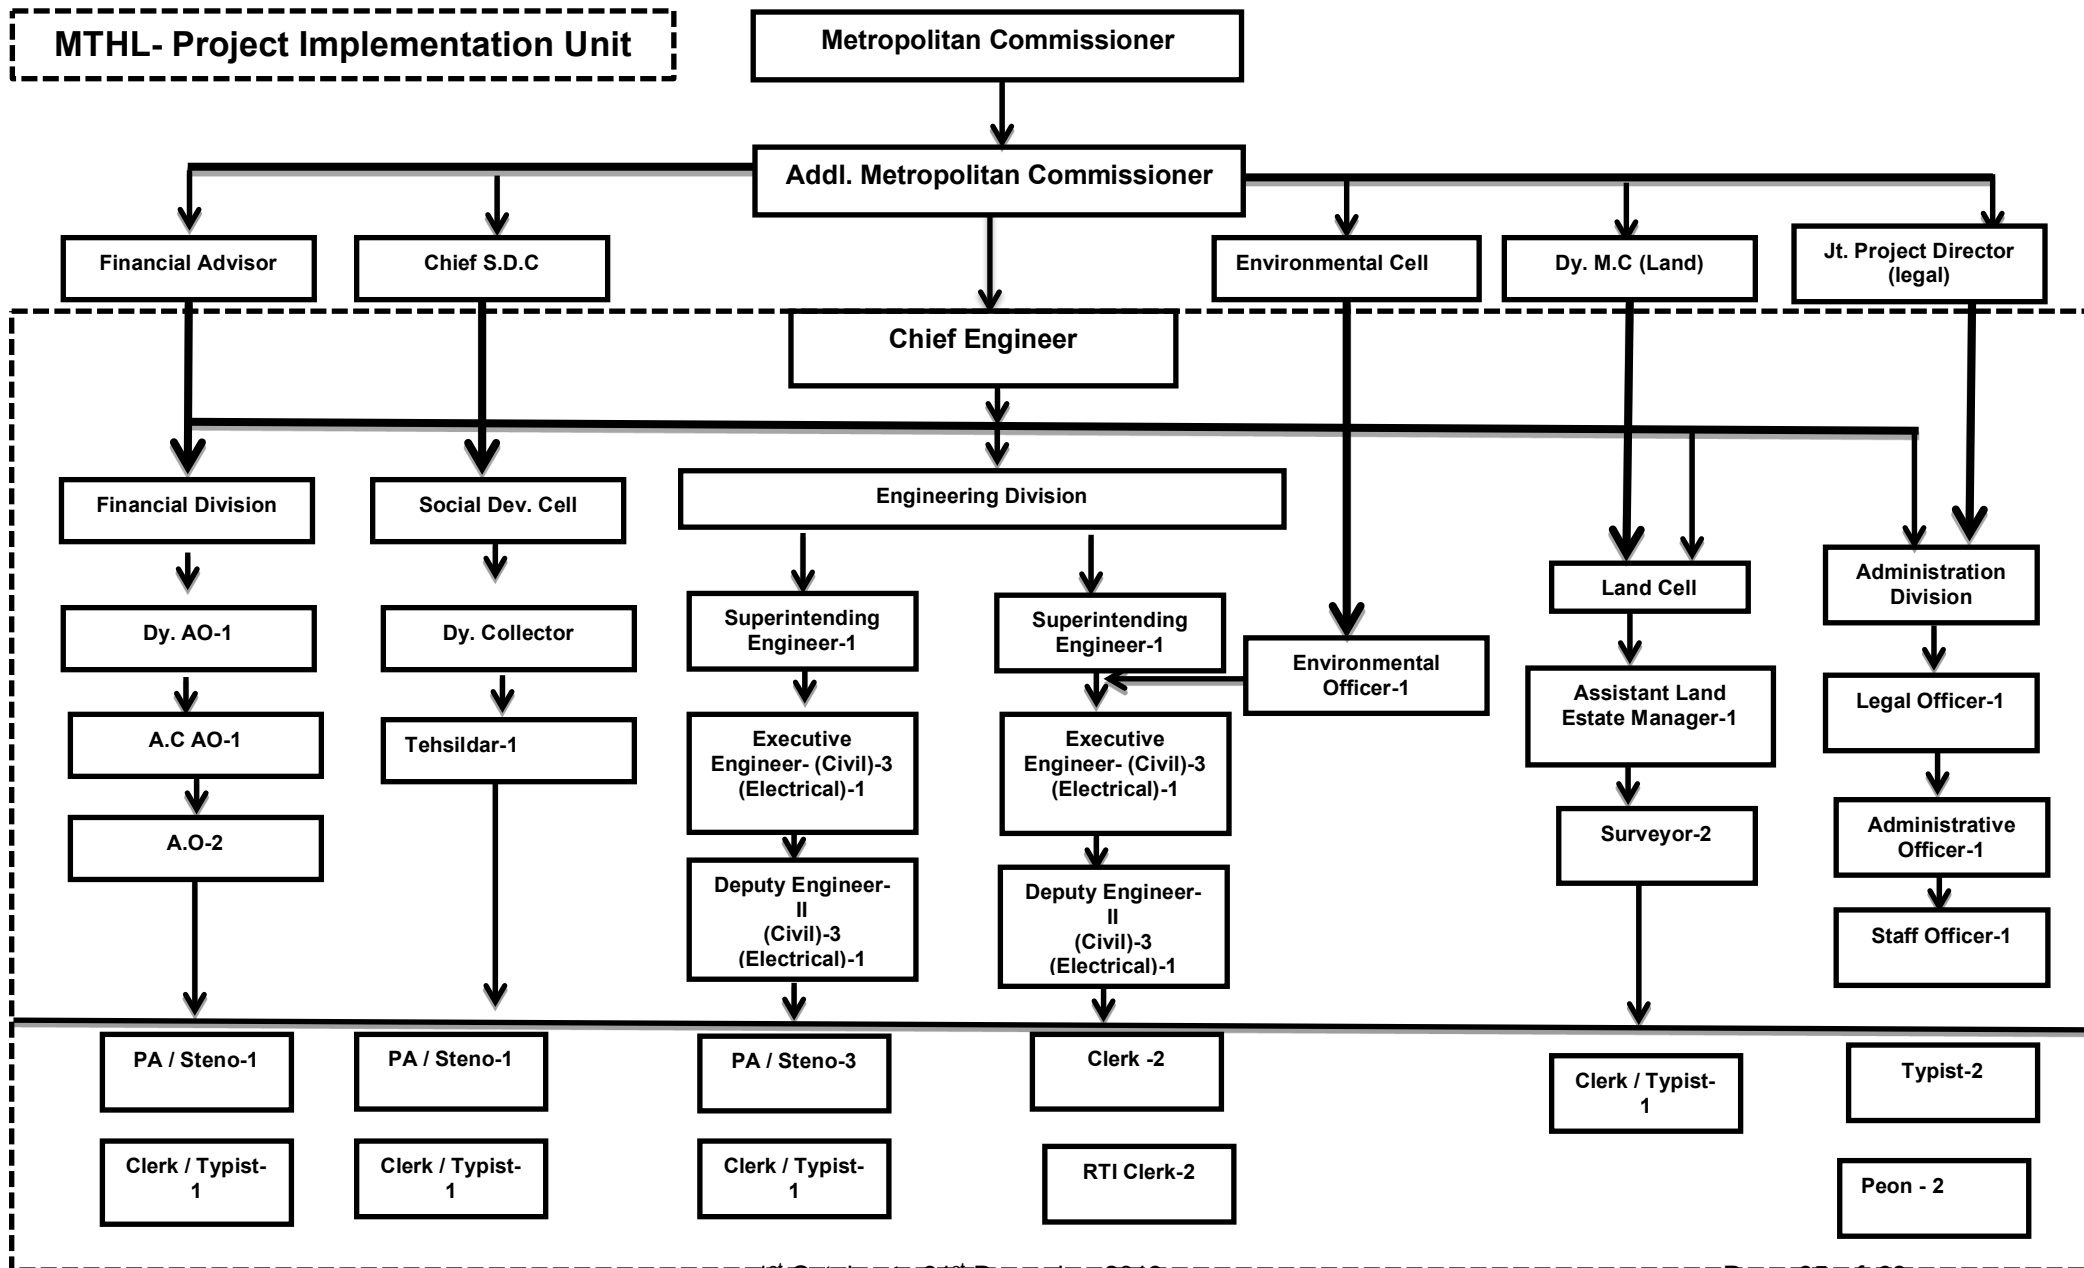 MTHL- Project Implementation Unit
Metropolitan Commissioner
Addl. Metropolitan Commissioner
Financial Advisor
Chief S.D.C
Environmental Cell
Dy. M.C (Land)
Jt. Project Director
(legal)
Chief Engineer
Financial Division
Social Dev. Cell
Engineering Division
Land Cell
Administration
Division
Dy. AO-1
Dy. Collector
Superintending
Engineer-1
Superintending
Engineer-1
Environmental
Officer-1
Assistant Land
Estate Manager-1
Legal Officer-1
A.C AO-1
Tehsildar-1
Executive
Engineer- (Civil)-3
(Electrical)-1
Executive
Engineer- (Civil)-3
(Electrical)-1
Surveyor-2
Administrative
Officer-1
A.O-2
Deputy Engineer-
II
(Civil)-3
(Electrical)-1
Deputy Engineer-
II
(Civil)-3
(Electrical)-1
Staff Officer-1
PA / Steno-1
PA / Steno-1
PA / Steno-3
Clerk -2
Clerk / Typist-
1
Typist-2
Clerk / Typist-
1
Clerk / Typist-
1
Clerk / Typist-
1
RTI Clerk-2
Peon - 2